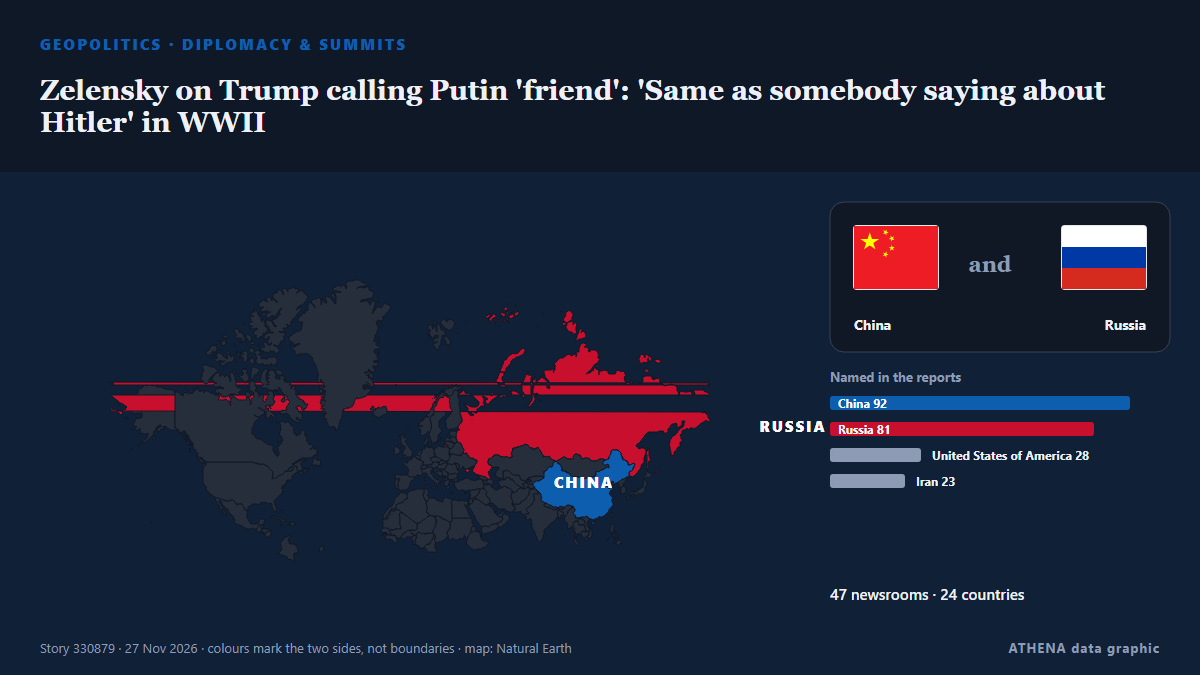 GEOPOLITICS · DIPLOMACY & SUMMITS
Zelensky on Trump calling Putin 'friend': 'Same as somebody saying about
Hitler' in WWII
and
China
Russia
Named in the reports
China 92
RUSSIA
Russia 81
United States of America 28
Iran 23
CHINA
47 newsrooms · 24 countries
Story 330879 · 27 Nov 2026 · colours mark the two sides, not boundaries · map: Natural Earth
ATHENA data graphic